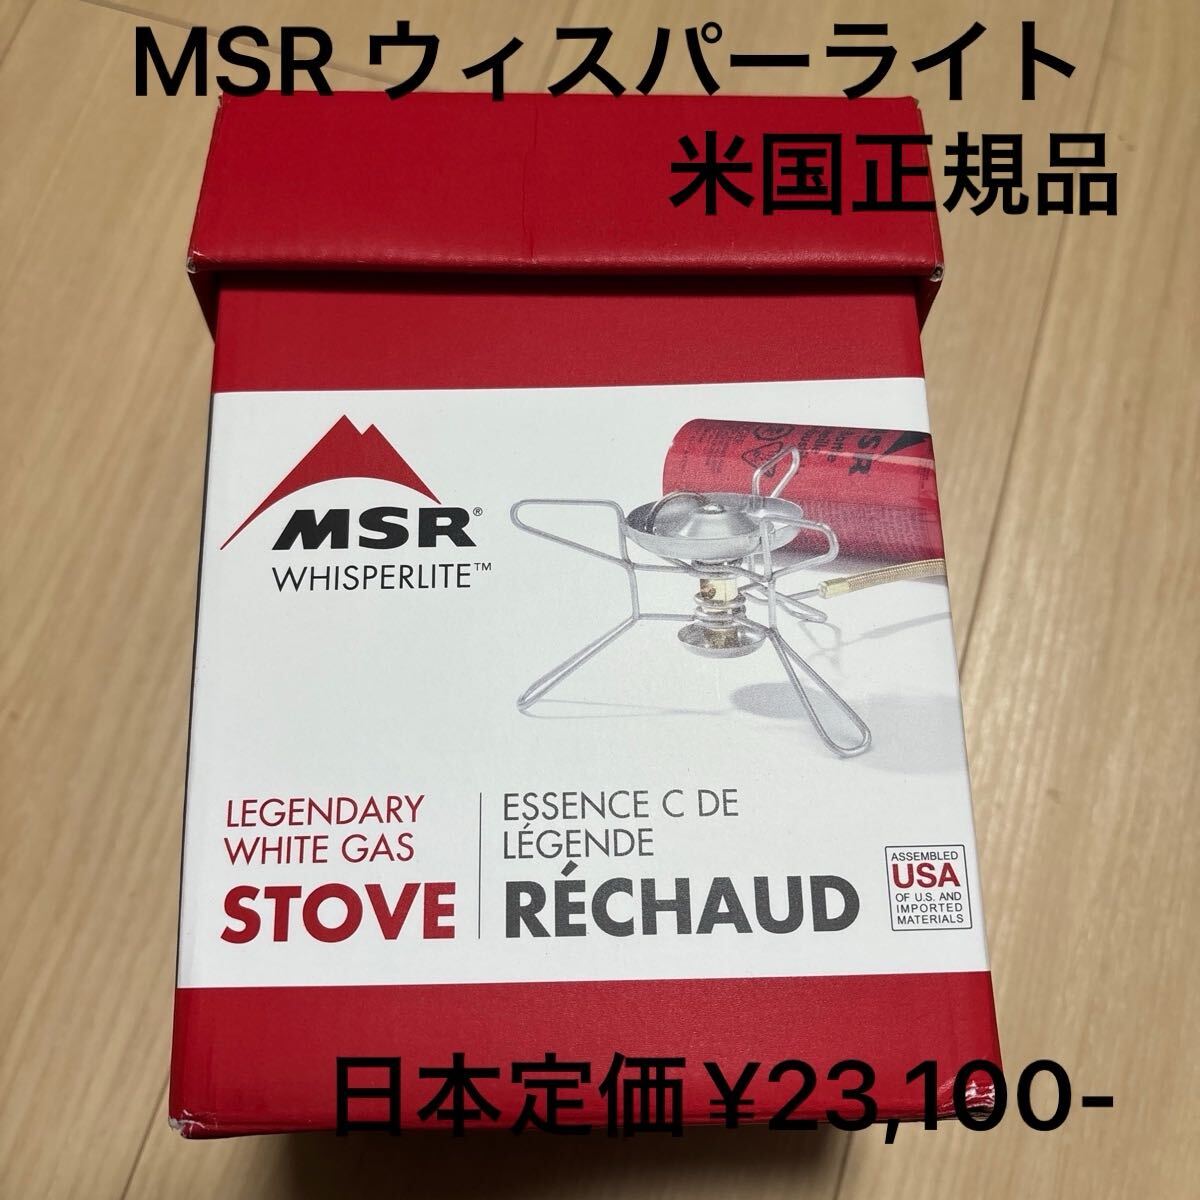 MSR ウィスパーライト
米国正規品
MSR®
WHISPERLITE™
MSR
LEGENDARY
WHITE GAS
STOVE
ESSENCE C DE
LÉGENDE
RÉCHAUD
ASSEMBLED
USA
OF U.S. AND
IMPORTED
MATERIALS
日本定価¥23,100-